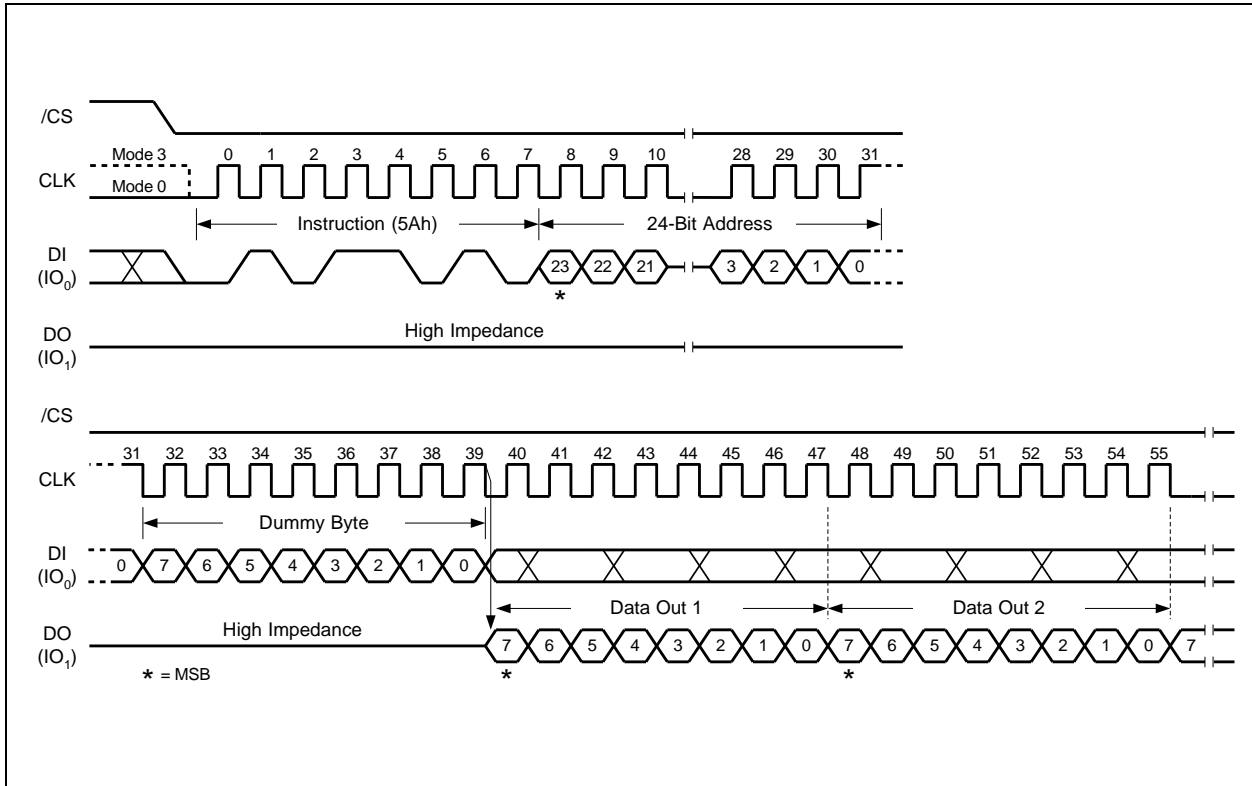 /CS
Mode 3 0 1 2 3 4 5 6 7 8 9 10 28 29 30 31
CLK Mode 0
Instruction (5Ah) 24-Bit Address
DI
(IO0) 23 22 21 3 2 1 0
*
DO High Impedance
(IO1)
/CS
31 32 33 34 35 36 37 38 39 40 41 42 43 44 45 46 47 48 49 50 51 52 53 54 55
CLK
Dummy Byte
DI
(IO0) 0 7 6 5 4 3 2 1 0
Data Out 1 Data Out 2
DO High Impedance
(IO1) 7 6 5 4 3 2 1 0 7 6 5 4 3 2 1 0 7
* = MSB * *